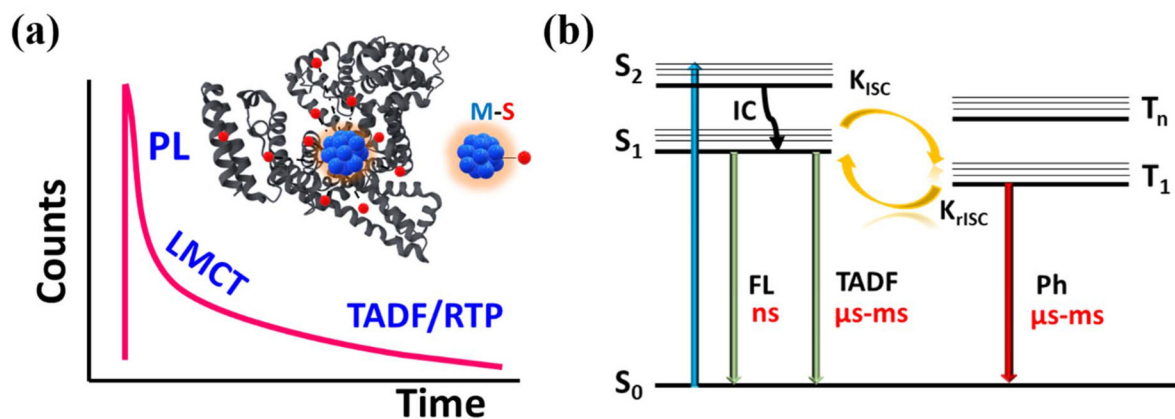 (a)
M-S
PL
LMCT
TADF/RTP
Counts
Time
(b)
S2
S1
S0
IC
KISC
KrISC
Tn
T1
FL
ns
TADF
μs-ms
Ph
μs-ms